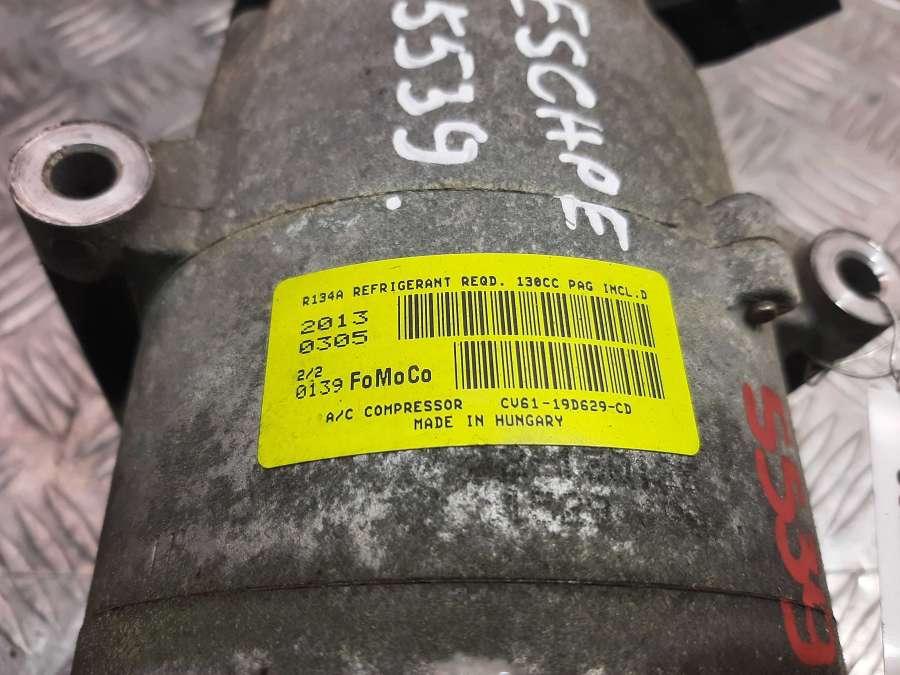 ESCAPE
5539.
R134A REFRIGERANT REQD. 130CC PAG INCL.D
2013
0305
2/2
0139 FoMoCo
A/C COMPRESSOR CV61-19D629-CD
MADE IN HUNGARY
5539